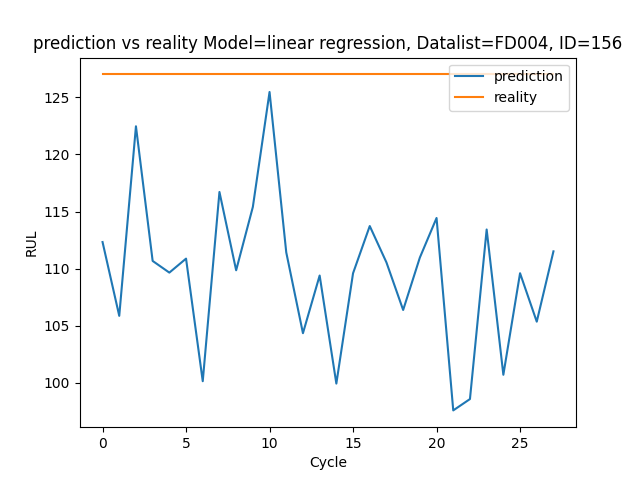 prediction vs reality Model=linear regression, Datalist=FD004, ID=156
prediction
reality
RUL
125
120
115
110
105
100
0 5 10 15 20 25
Cycle